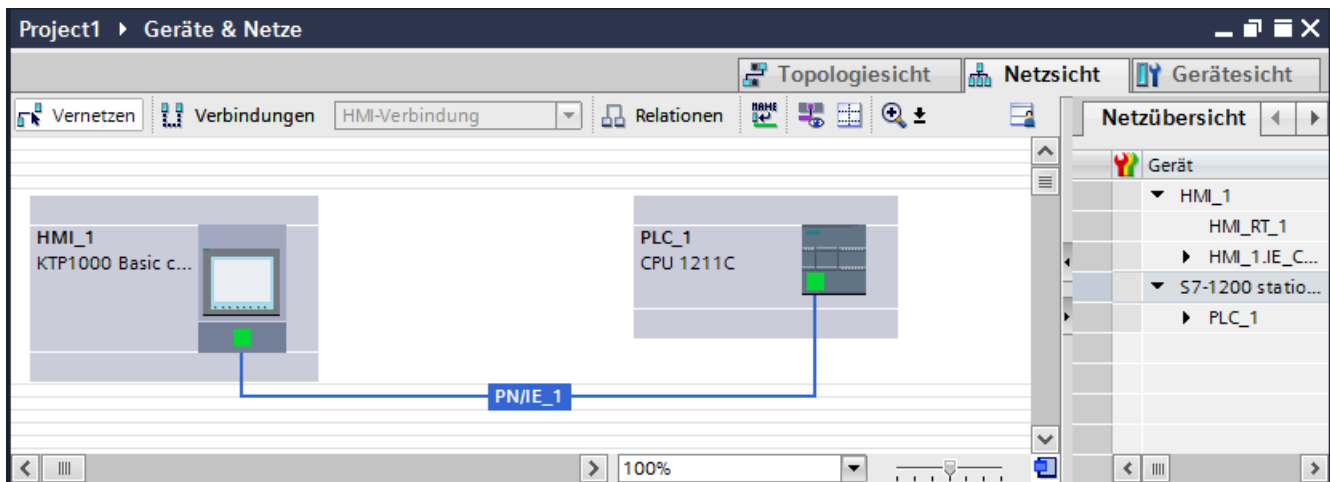 Project1 ▸ Geräte & Netze
Topologiesicht Netzsicht Gerätesicht
Vernetzen Verbindungen HMI-Verbindung Relationen NAME Netzübersicht
Gerät
HMI_1
HMI_RT_1
HMI_1.IE_C...
S7-1200 statio...
PLC_1
HMI_1
KTP1000 Basic c...
PLC_1
CPU 1211C
PN/IE_1
100%